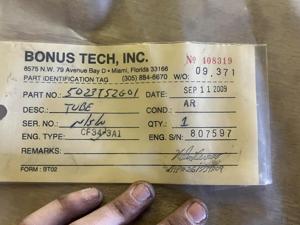 BONUS TECH, INC. № 408319
8575 N.W. 79 Avenue Bay D • Miami, Florida 33166
PART IDENTIFICATION TAG (305) 884-6670 W/O: 09,371
PART NO.: 5023T52G01 DATE: SEP 11 2009
DESC.: TUBE COND.: AR
SER. NO.: N/S/N QTY.: 1
ENG. TYPE: CF34-3A1 ENG. S/N: 807597
REMARKS:
FORM : BT02